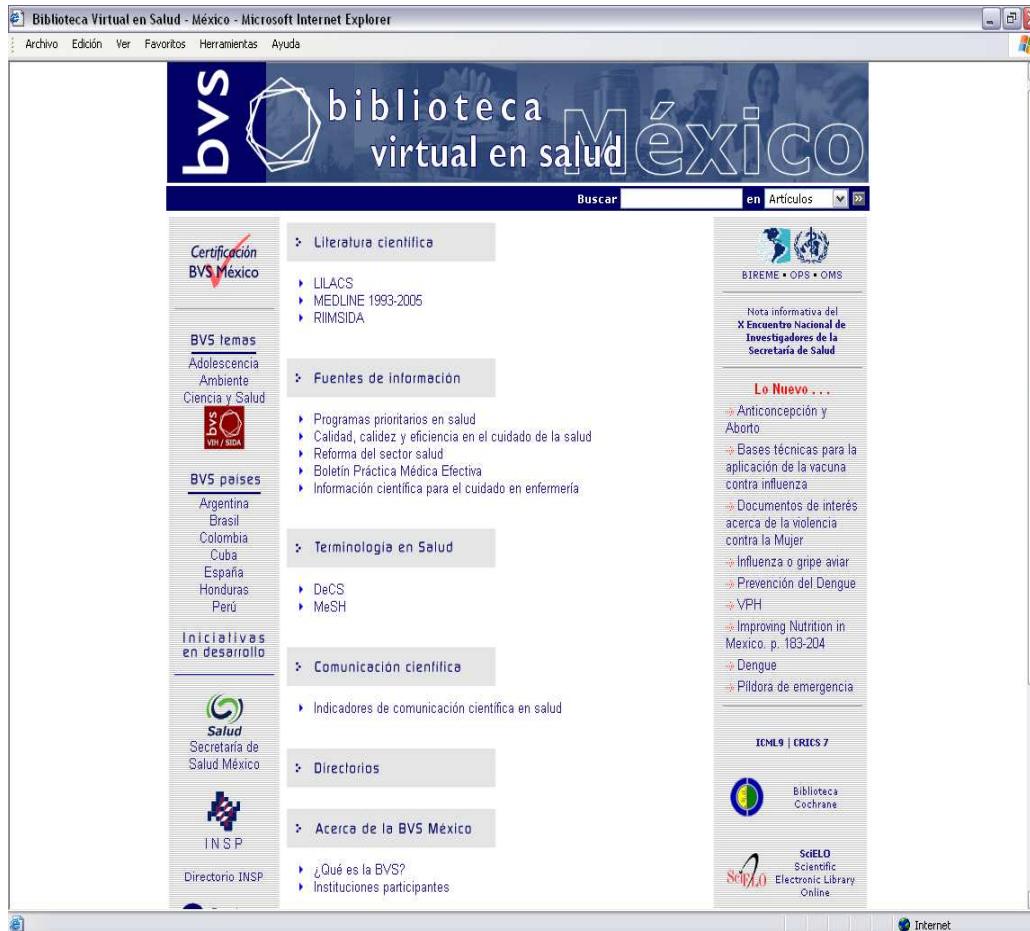 Biblioteca Virtual en Salud - México - Microsoft Internet Explorer
Archivo Edición Ver Favoritos Herramientas Ayuda
bvs
biblioteca
virtual en salud
México
Buscar en Artículos
Certificación
BVS México
BVS temas
Adolescencia
Ambiente
Ciencia y Salud
bvs
VIH / SIDA
BVS países
Argentina
Brasil
Colombia
Cuba
España
Honduras
Perú
Iniciativas
en desarrollo
Salud
Secretaría de
Salud México
INSP
Directorio INSP
Literatura científica
LILACS
MEDLINE 1993-2005
RIIMSIDA
Fuentes de información
Programas prioritarios en salud
Calidad, calidez y eficiencia en el cuidado de la salud
Reforma del sector salud
Boletín Práctica Médica Efectiva
Información científica para el cuidado en enfermería
Terminología en Salud
DeCS
MeSH
Comunicación científica
Indicadores de comunicación científica en salud
Directorios
Acerca de la BVS México
¿Qué es la BVS?
Instituciones participantes
BIREME • OPS • OMS
Nota informativa del
X Encuentro Nacional de
Investigadores de la
Secretaría de Salud
Lo Nuevo . . .
Anticoncepción y
Aborto
Bases técnicas para la
aplicación de la vacuna
contra influenza
Documentos de interés
acerca de la violencia
contra la Mujer
Influenza o gripe aviar
Prevención del Dengue
VPH
Improving Nutrition in
Mexico. p. 183-204
Dengue
Píldora de emergencia
ICML9 | CRICS 7
Biblioteca
Cochrane
SciELO
SciELO
Scientific
Electronic Library
Online
Internet